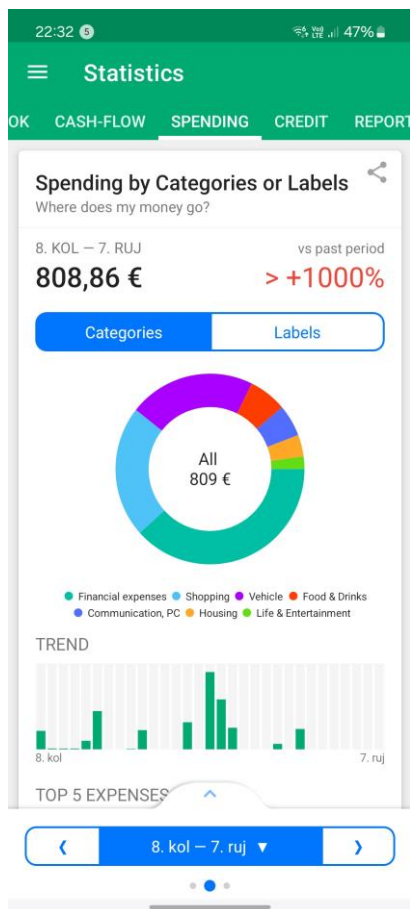 22:32 5 Vo) LTE 47%
Statistics
OK CASH-FLOW SPENDING CREDIT REPORT
Spending by Categories or Labels
Where does my money go?
8. KOL — 7. RUJ vs past period
808,86 € > +1000%
Categories Labels
All
809 €
Financial expenses Shopping Vehicle Food & Drinks
Communication, PC Housing Life & Entertainment
TREND
8. kol 7. ruj
TOP 5 EXPENSES
8. kol — 7. ruj